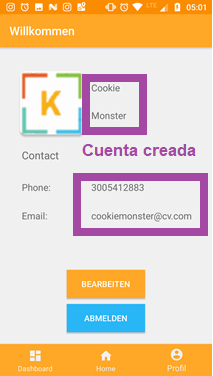 LTE 05:01
Willkommen
K
Cookie
Monster
Cuenta creada
Contact
Phone: 3005412883
Email: cookiemonster@cv.com
BEARBEITEN
ABMELDEN
Dashboard Home Profil